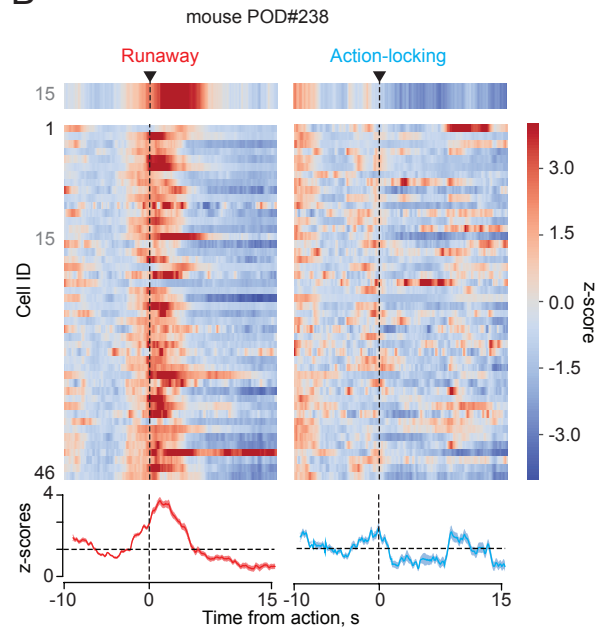 mouse POD#238
Runaway
Action-locking
15
1
15
46
Cell ID
3.0
1.5
0.0
-1.5
-3.0
z-score
4
0
z-scores
-10 0 15 -10 0 15
Time from action, s